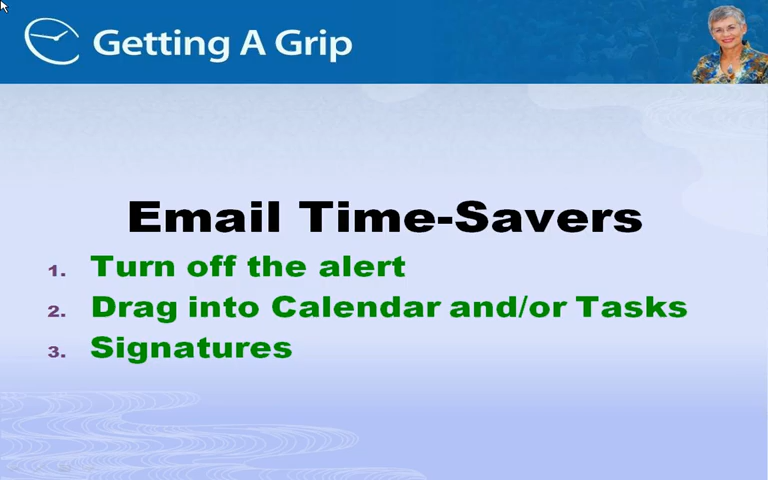 Getting A Grip
Email Time-Savers
1. Turn off the alert
2. Drag into Calendar and/or Tasks
3. Signatures